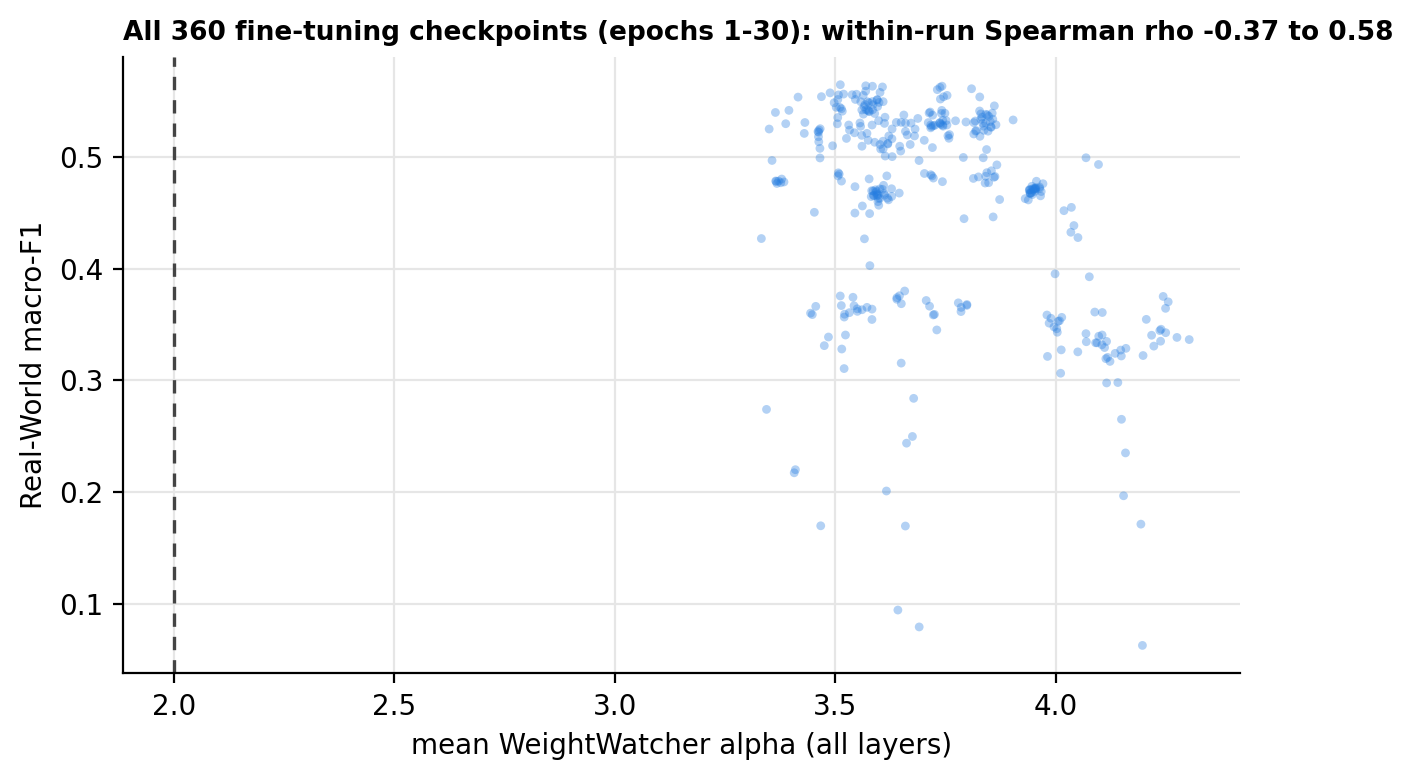 All 360 fine-tuning checkpoints (epochs 1-30): within-run Spearman rho -0.37 to 0.58
Real-World macro-F1
0.5
0.4
0.3
0.2
0.1
2.0 2.5 3.0 3.5 4.0
mean WeightWatcher alpha (all layers)